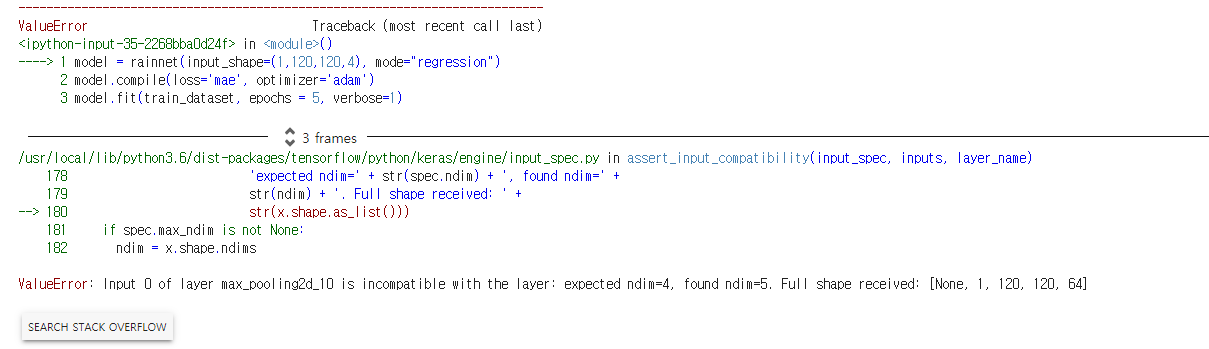 ---------------------------------------------------------------------------
ValueError                                Traceback (most recent call last)
<ipython-input-35-2268bba0d24f> in <module>()
----> 1 model = rainnet(input_shape=(1,120,120,4), mode="regression")
      2 model.compile(loss='mae', optimizer='adam')
      3 model.fit(train_dataset, epochs = 5, verbose=1)
3 frames
/usr/local/lib/python3.6/dist-packages/tensorflow/python/keras/engine/input_spec.py in assert_input_compatibility(input_spec, inputs, layer_name)
    178                          'expected ndim=' + str(spec.ndim) + ', found ndim=' +
    179                          str(ndim) + '. Full shape received: ' +
--> 180                          str(x.shape.as_list()))
    181     if spec.max_ndim is not None:
    182       ndim = x.shape.ndims
ValueError: Input 0 of layer max_pooling2d_10 is incompatible with the layer: expected ndim=4, found ndim=5. Full shape received: [None, 1, 120, 120, 64]
SEARCH STACK OVERFLOW